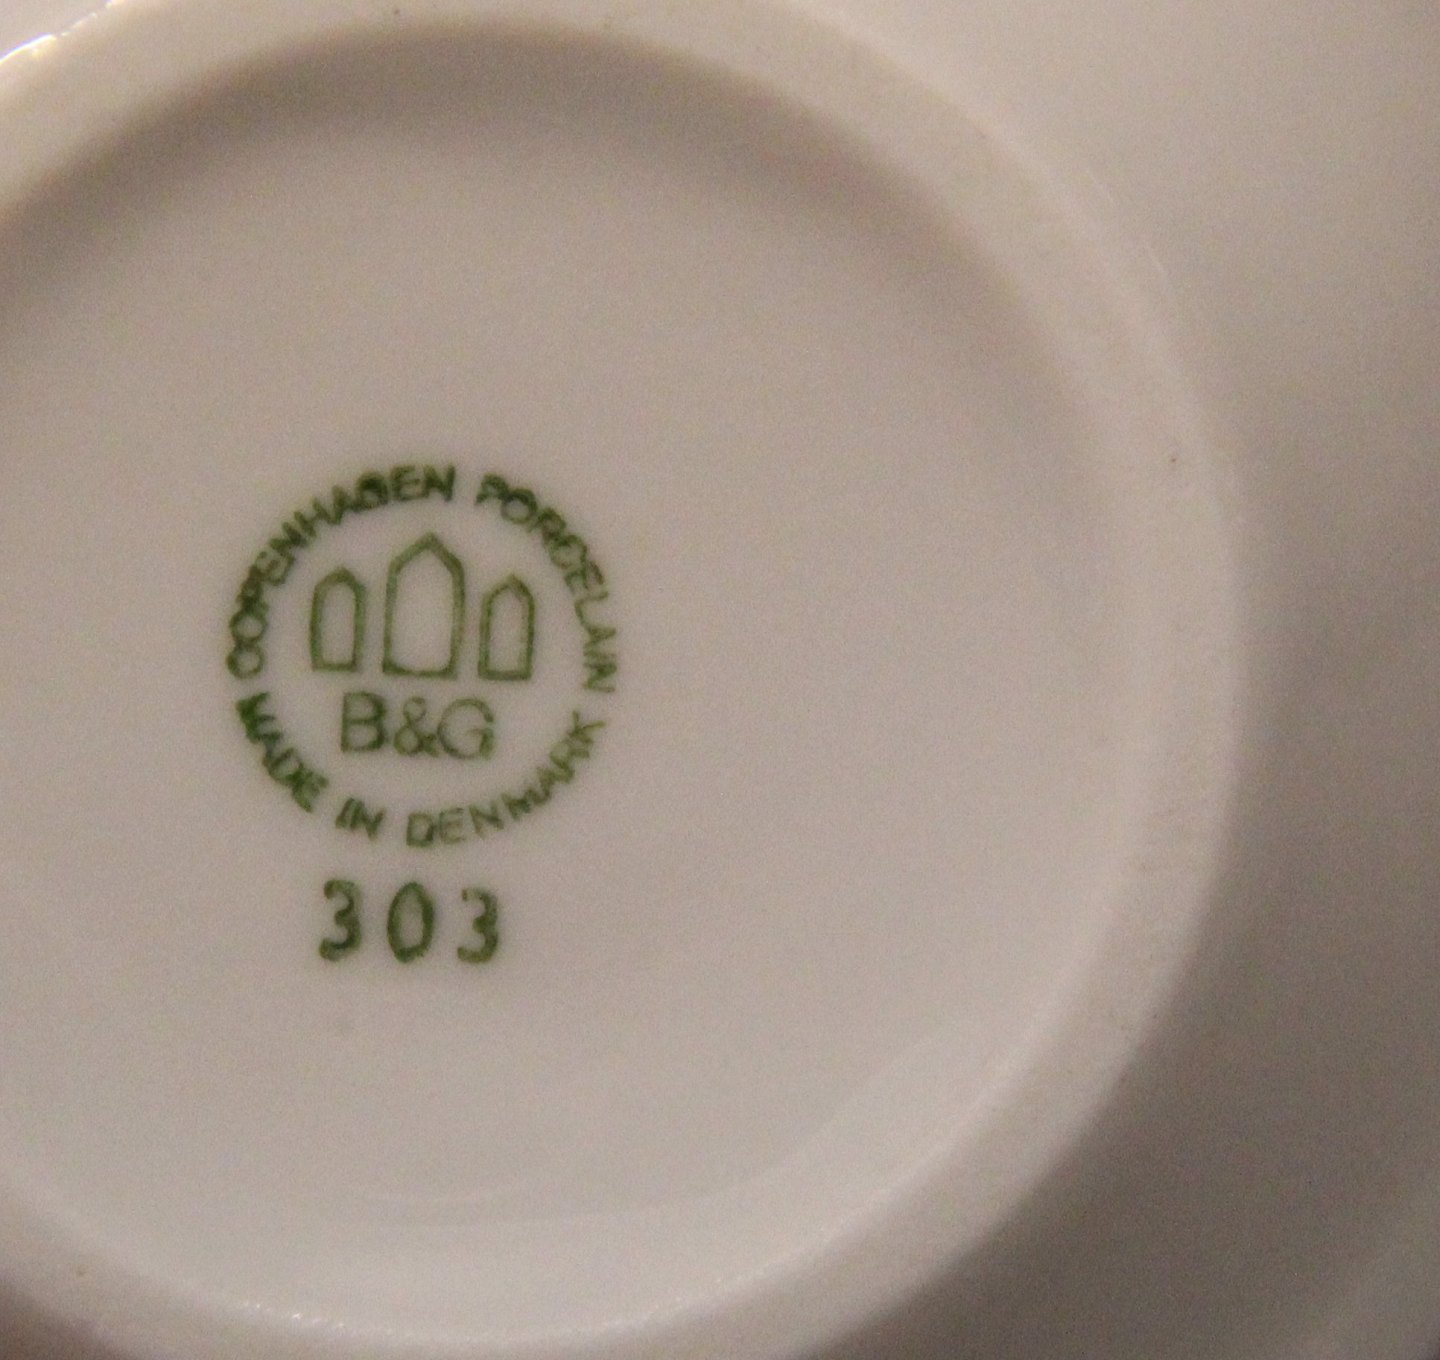 COPENHAGEN PORCELAIN
B&G
MADE IN DENMARK
303